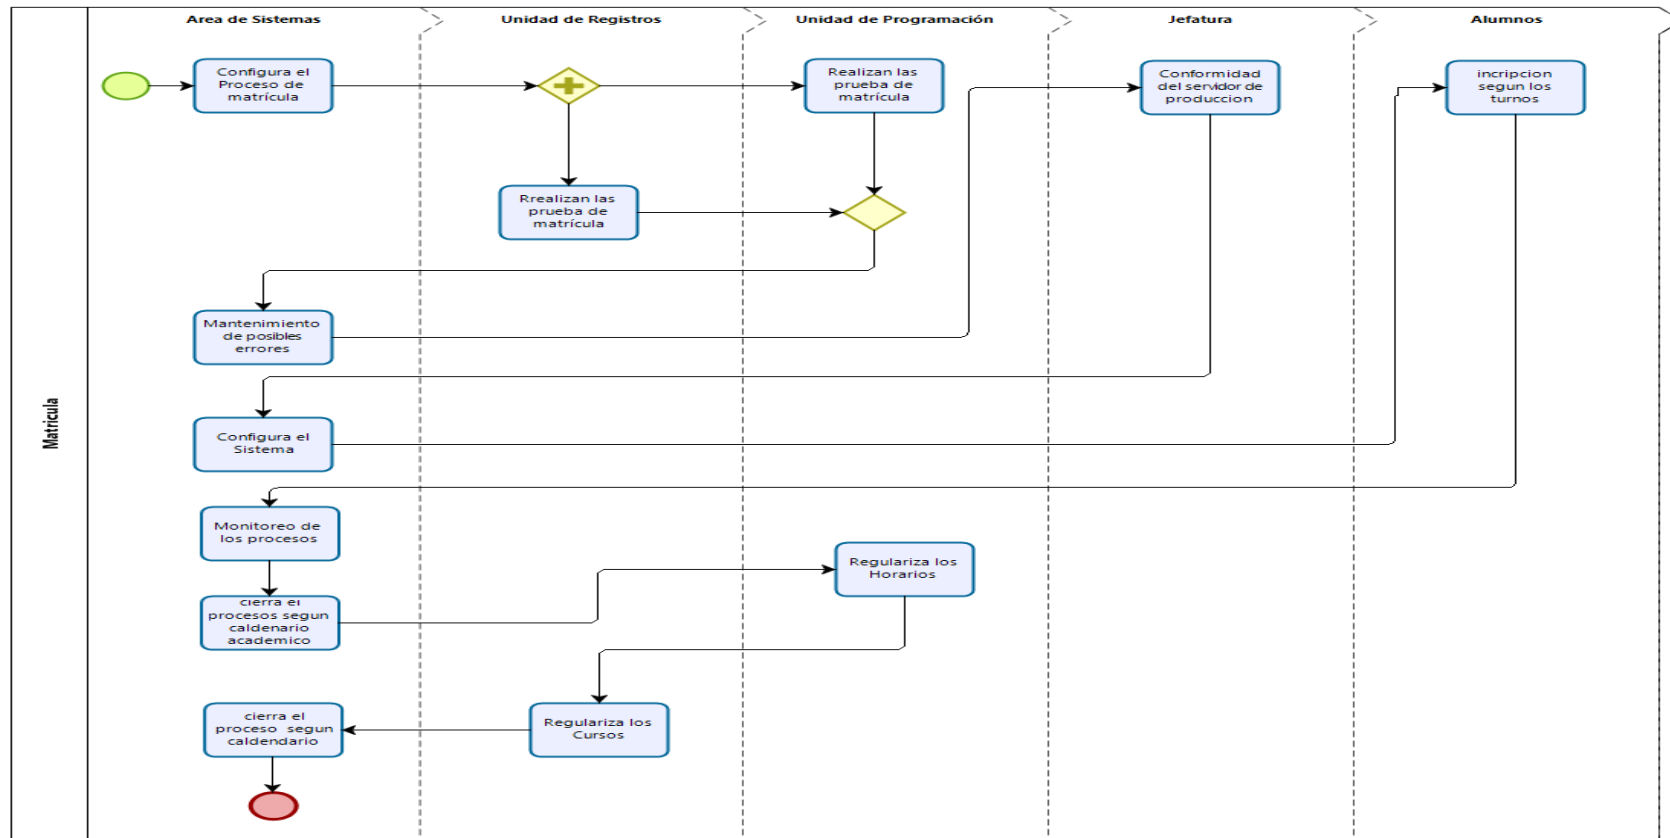 Area de Sistemas
Unidad de Registros
Unidad de Programación
Jefatura
Alumnos
Matricula
Configura el
Proceso de
matrícula
Realizan las
prueba de
matrícula
Conformidad
del servidor de
produccion
incripcion
segun los
turnos
Rrealizan las
prueba de
matrícula
Mantenimiento
de posibles
errores
Configura el
Sistema
Monitoreo de
los procesos
Regulariza los
Horarios
cierra el
procesos segun
caldenario
academico
cierra el
proceso segun
caldendario
Regulariza los
Cursos